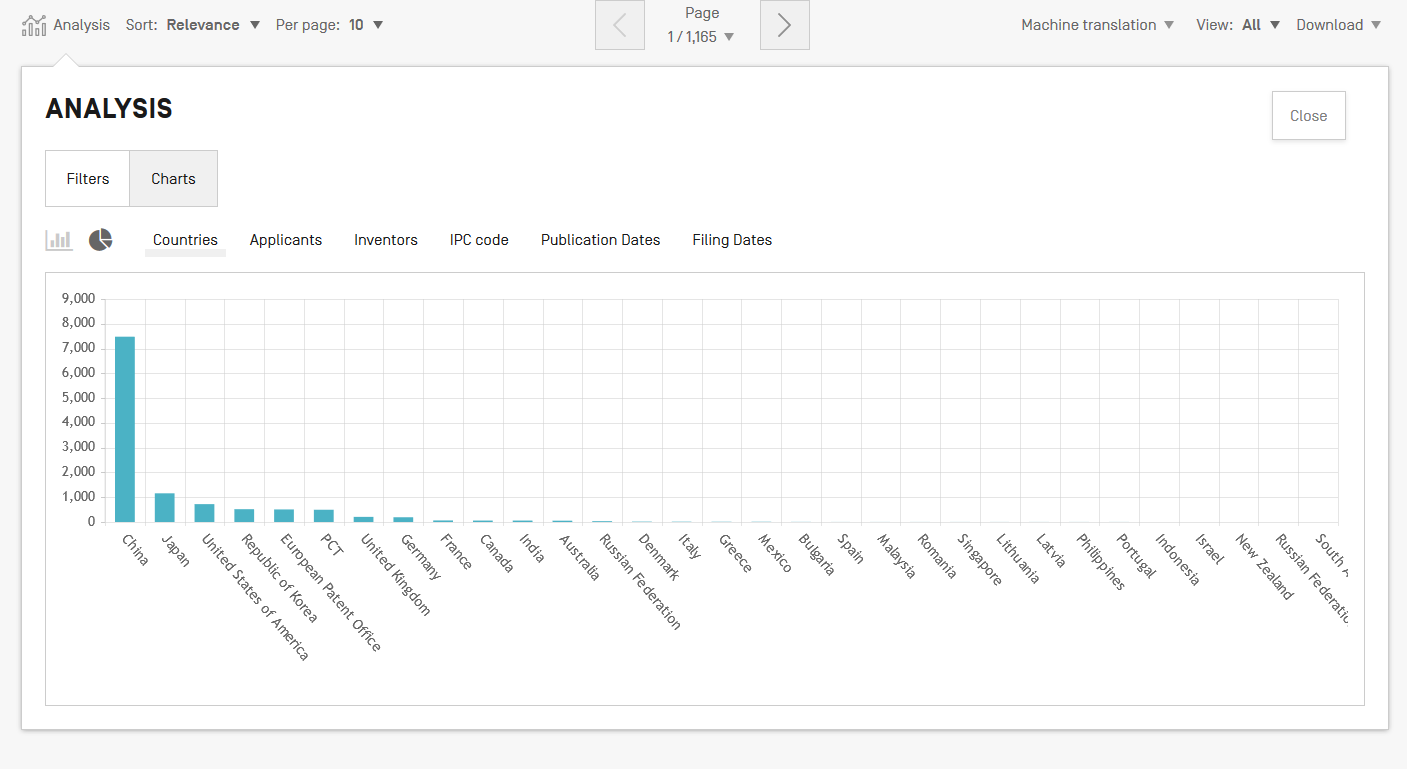 Analysis Sort: Relevance Per page: 10 Page Machine translation View: All Download
1 / 1,165
ANALYSIS
Close
Filters Charts
Countries Applicants Inventors IPC code Publication Dates Filing Dates
9,000
8,000
7,000
6,000
5,000
4,000
3,000
2,000
1,000
0
China
Japan
United States of America
Republic of Korea
European Patent Office
PCT
United Kingdom
Germany
France
Canada
India
Australia
Russian Federation
Denmark
Italy
Greece
Mexico
Bulgaria
Spain
Malaysia
Romania
Singapore
Lithuania
Latvia
Philippines
Portugal
Indonesia
Israel
New Zealand
Russian
South